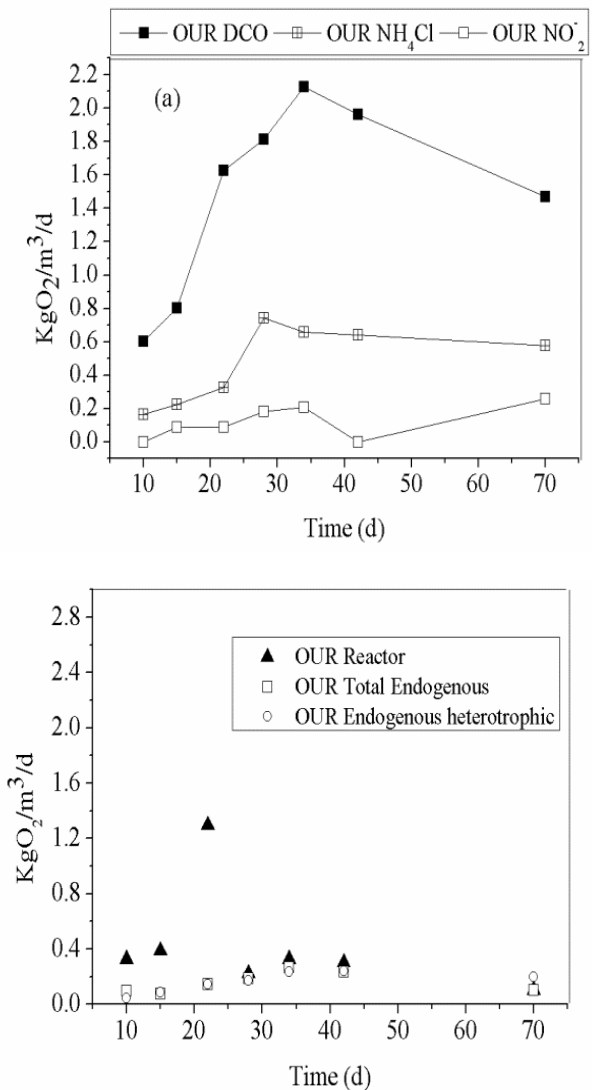 OUR DCO OUR NH4Cl OUR NO-2
(a)
2.2
2.0
1.8
1.6
1.4
1.2
1.0
0.8
0.6
0.4
0.2
0.0
KgO2/m3/d
10 20 30 40 50 60 70
Time (d)
2.8
2.4
2.0
1.6
1.2
0.8
0.4
0.0
KgO2/m3/d
OUR Reactor
OUR Total Endogenous
OUR Endogenous heterotrophic
10 20 30 40 50 60 70
Time (d)